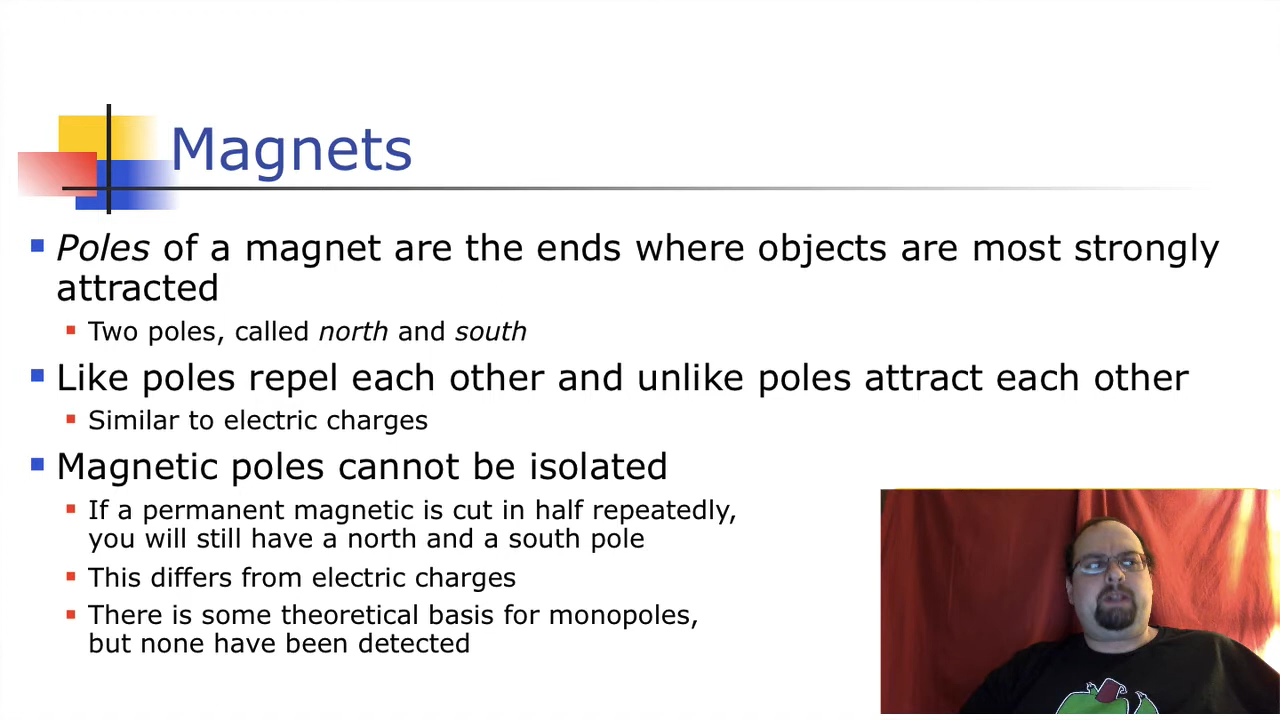 Magnets
Poles of a magnet are the ends where objects are most strongly
attracted
Two poles, called north and south
Like poles repel each other and unlike poles attract each other
Similar to electric charges
Magnetic poles cannot be isolated
If a permanent magnetic is cut in half repeatedly,
you will still have a north and a south pole
This differs from electric charges
There is some theoretical basis for monopoles,
but none have been detected